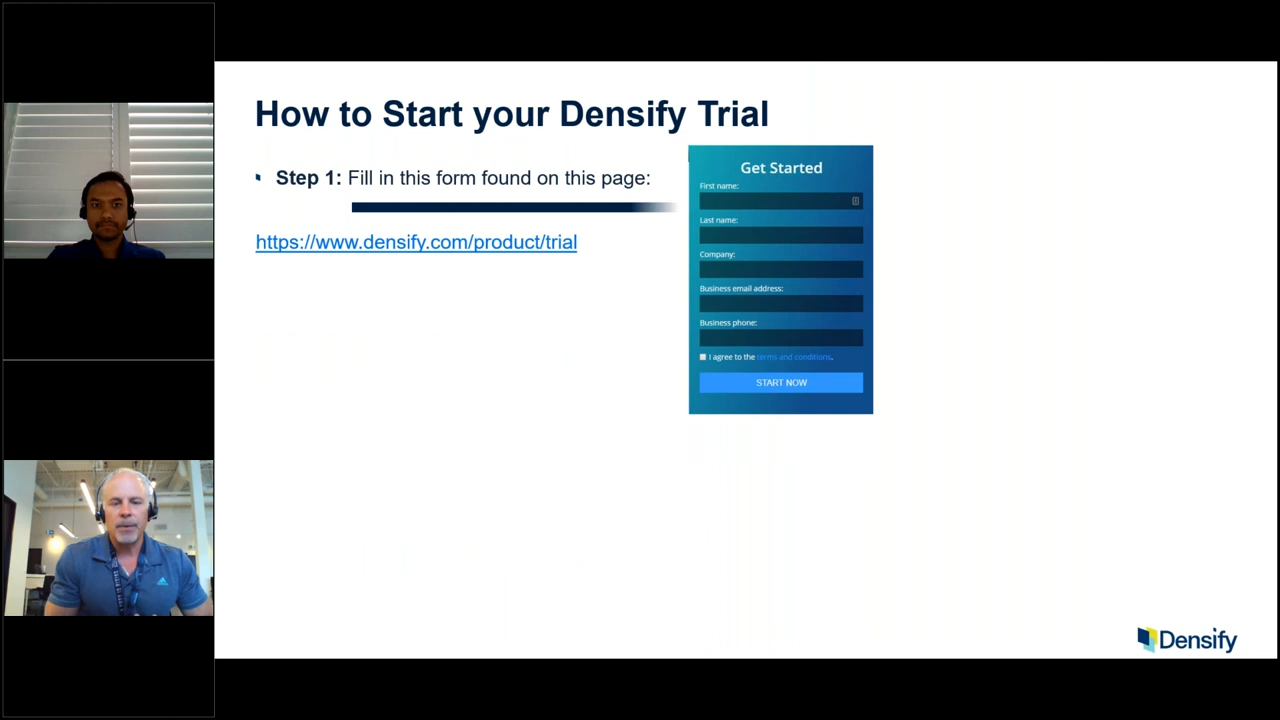 How to Start your Densify Trial
Step 1: Fill in this form found on this page:
https://www.densify.com/product/trial
Get Started
First name:
Last name:
Company:
Business email address:
Business phone:
I agree to the terms and conditions.
START NOW
Densify